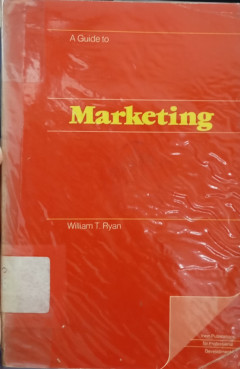 A Guide to
Marketing
William T. Ryan